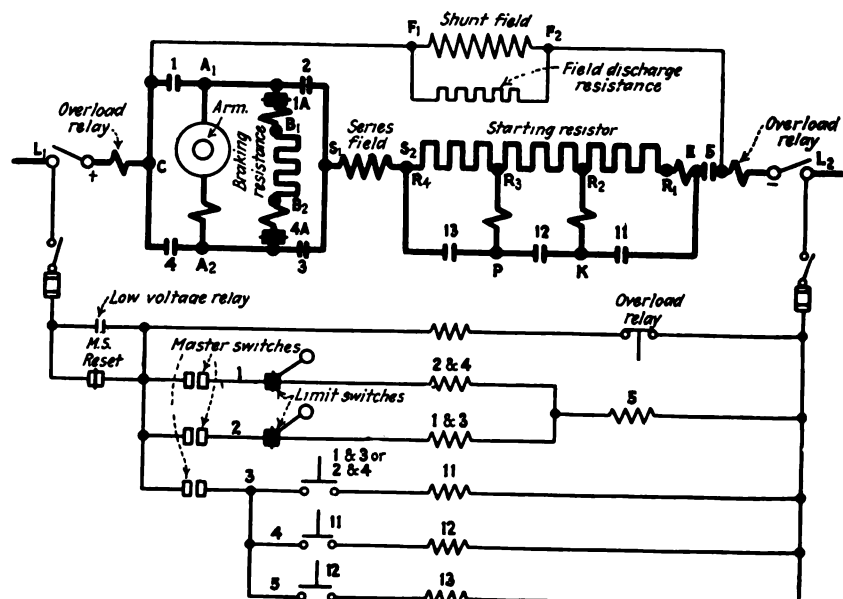 F1
Shunt field
F2
Field discharge
resistance
1
A1
2
1A
Overload
relay
Arm.
B1
Braking
resistance
L1
+
C
S1
Series
field
S2
Starting resistor
E
5
Overload
relay
L2
−
R4
R3
R2
R1
B2
4A
4
A2
3
13
12
11
P
K
Low voltage relay
Overload
relay
M.S.
Reset
Master switches
1
2 & 4
Limit switches
5
2
1 & 3
1 & 3 or
2 & 4
3
11
4
11
12
5
12
13